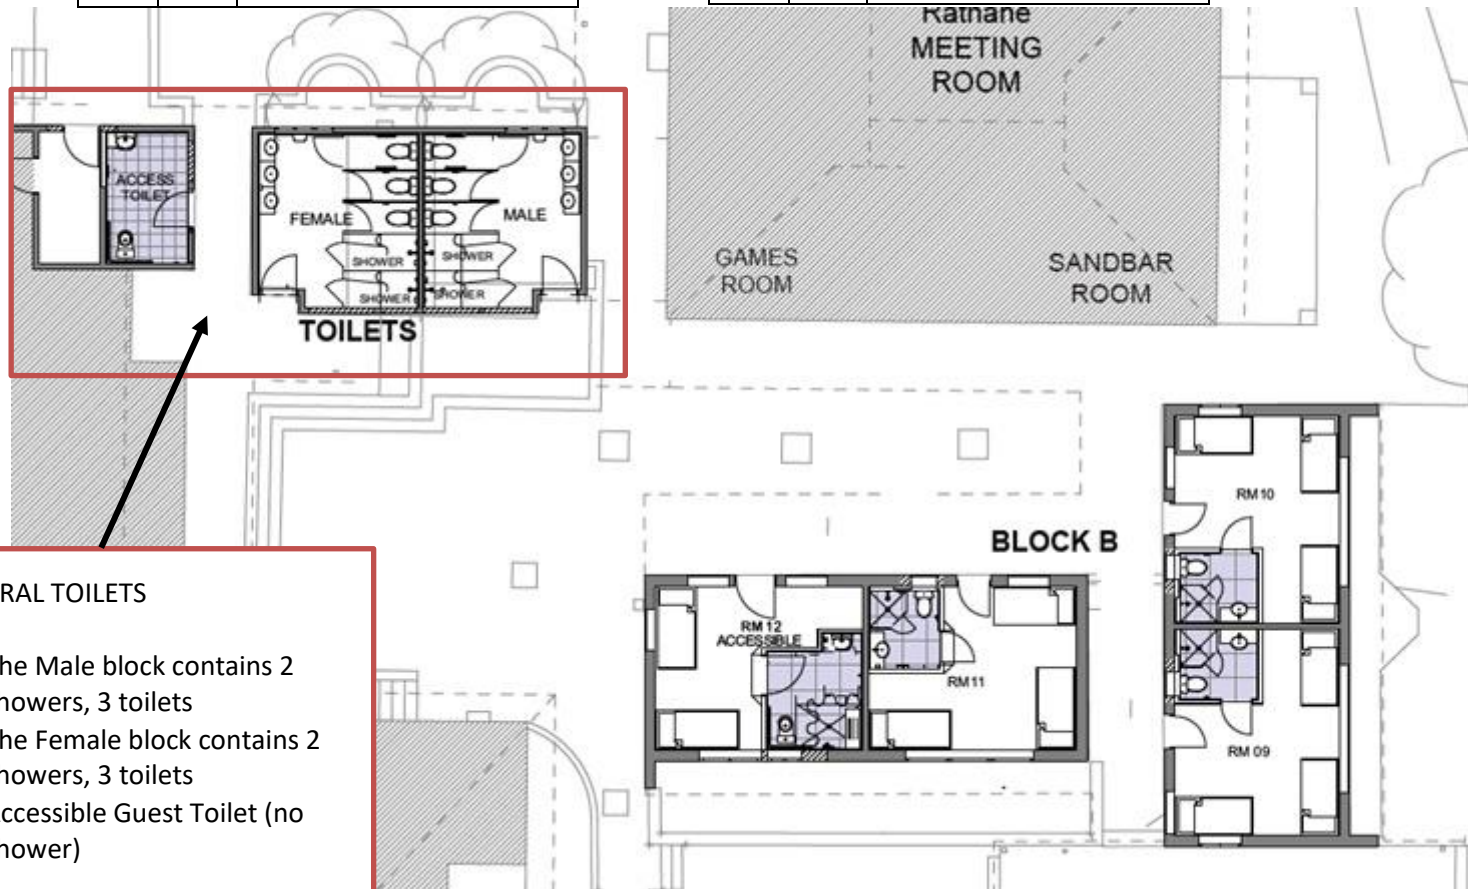 Rathane
MEETING
ROOM
ACCESS
TOILET
FEMALE
MALE
SHOWER
SHOWER
SHOWER
SHOWER
TOILETS
GAMES
ROOM
SANDBAR
ROOM
RM 10
BLOCK B
RM 12
ACCESSIBLE
RM 11
RM 09
RAL TOILETS
he Male block contains 2
howers, 3 toilets
he Female block contains 2
howers, 3 toilets
ccessible Guest Toilet (no
hower)